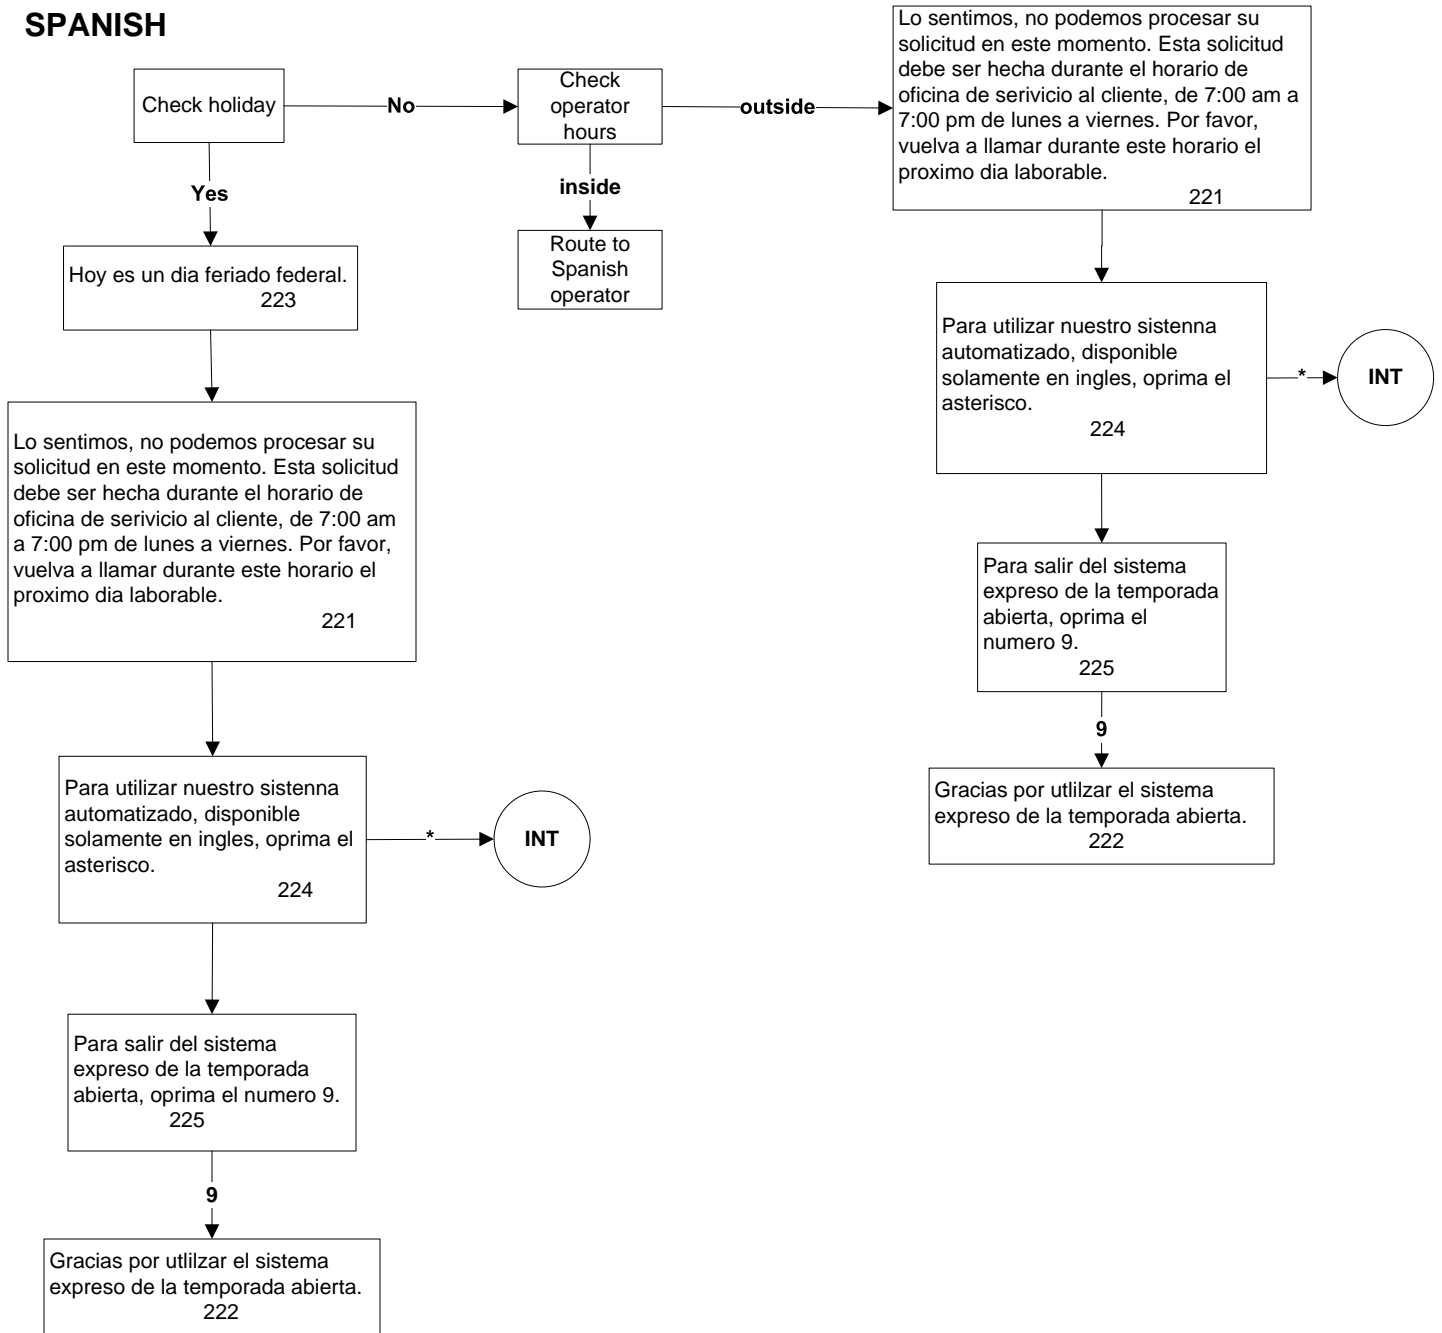 SPANISH
Check holiday
No
Check
operator
hours
outside
Lo sentimos, no podemos procesar su
solicitud en este momento. Esta solicitud
debe ser hecha durante el horario de
oficina de serivicio al cliente, de 7:00 am a
7:00 pm de lunes a viernes. Por favor,
vuelva a llamar durante este horario el
proximo dia laborable.
221
Yes
inside
Route to
Spanish
operator
Hoy es un dia feriado federal.
223
Para utilizar nuestro sistenna
automatizado, disponible
solamente en ingles, oprima el
asterisco.
224
*
INT
Lo sentimos, no podemos procesar su
solicitud en este momento. Esta solicitud
debe ser hecha durante el horario de
oficina de serivicio al cliente, de 7:00 am
a 7:00 pm de lunes a viernes. Por favor,
vuelva a llamar durante este horario el
proximo dia laborable.
221
Para salir del sistema
expreso de la temporada
abierta, oprima el
numero 9.
225
9
Gracias por utlilzar el sistema
expreso de la temporada abierta.
222
Para utilizar nuestro sistenna
automatizado, disponible
solamente en ingles, oprima el
asterisco.
224
*
INT
Para salir del sistema
expreso de la temporada
abierta, oprima el numero 9.
225
9
Gracias por utlilzar el sistema
expreso de la temporada abierta.
222